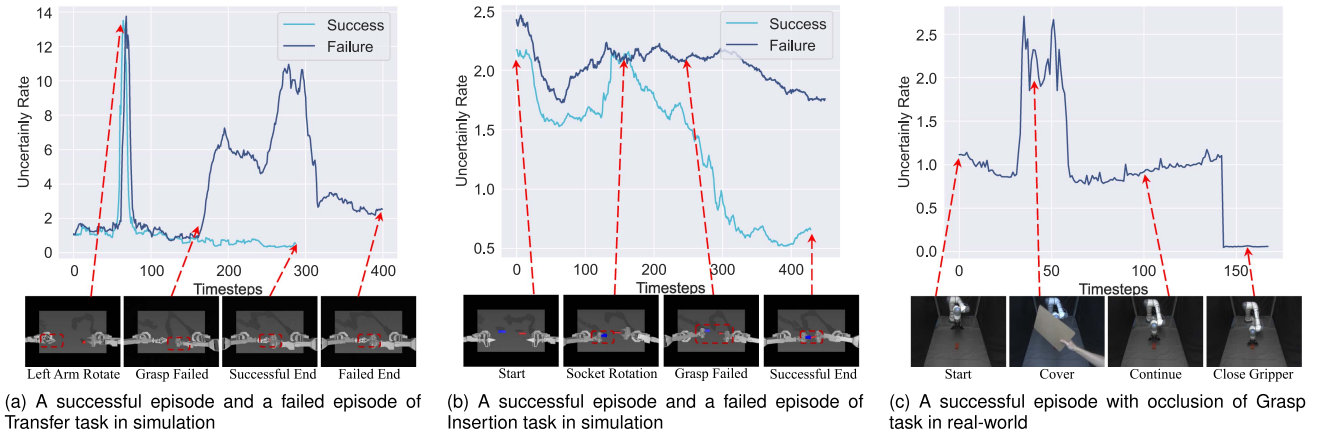 14
12
10
8
6
4
2
0
Uncertainly Rate
Success
Failure
0
100
200
300
400
Timesteps
Left Arm Rotate
Grasp Failed
Successful End
Failed End
(a) A successful episode and a failed episode of
Transfer task in simulation
2.5
2.0
1.5
1.0
0.5
Uncertainly Rate
Success
Failure
0
100
200
300
400
Timesteps
Start
Socket Rotation
Grasp Failed
Successful End
(b) A successful episode and a failed episode of
Insertion task in simulation
2.5
2.0
1.5
1.0
0.5
0.0
Uncertainly Rate
0
50
100
150
Timesteps
Start
Cover
Continue
Close Gripper
(c) A successful episode with occlusion of Grasp
task in real-world